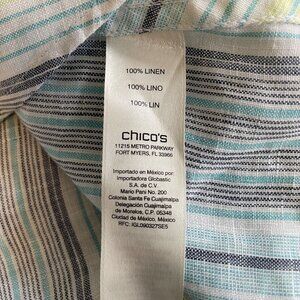 100% LINEN
100% LINO
100% LIN
chico's
11215 METRO PARKWAY
FORT MYERS, FL 33966
Importado en México por:
Importadora Globastic
S.A. de C.V.
Mario Pani No. 200
Colonia Santa Fe Cuajimalpa
Delegación Cuajimalpa
de Morelos, C.P. 05348
Ciudad de México, México
RFC: IGL090327SE5